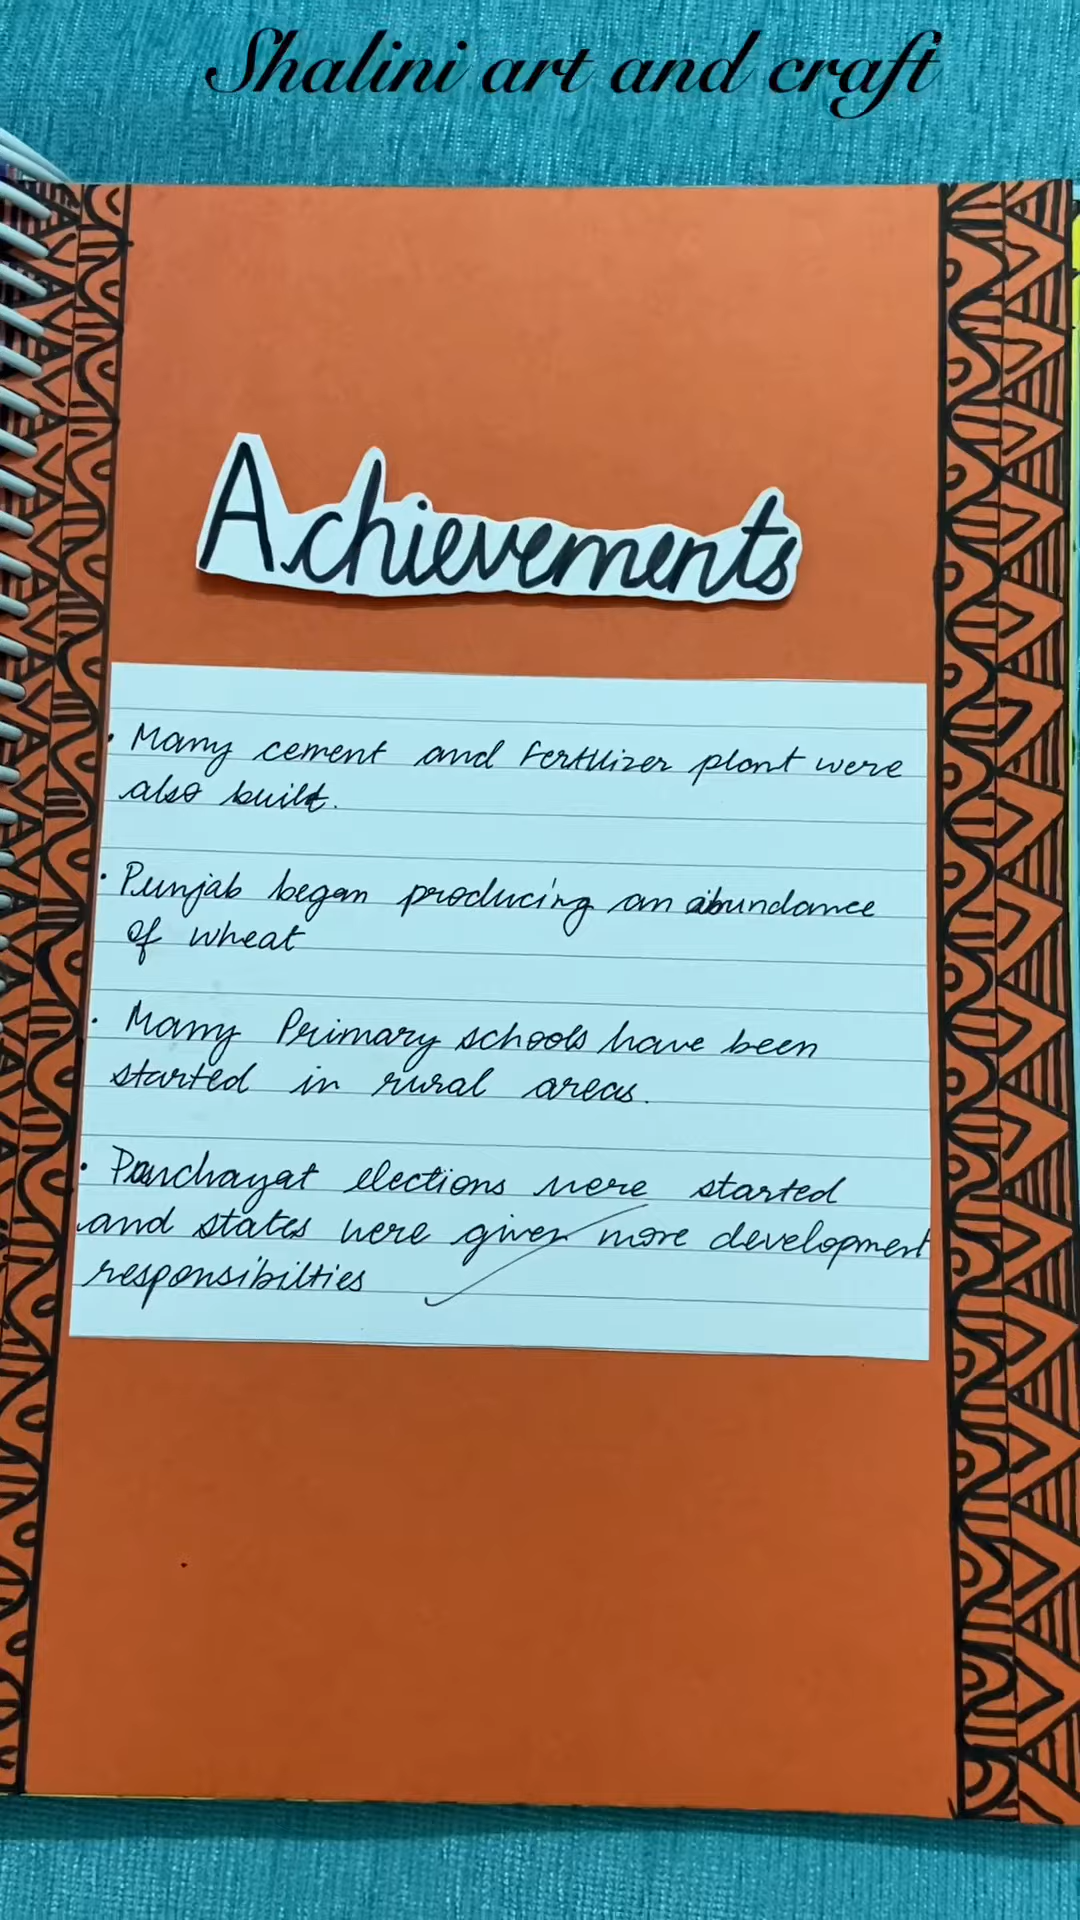 Shalini art and craft
Achievements
• Many cement and fertilizer plant were
also built.
• Punjab began producing an abundance
of wheat
• Many Primary schools have been
started in rural areas.
• Panchayat elections were started
and states were given more development
responsibilties